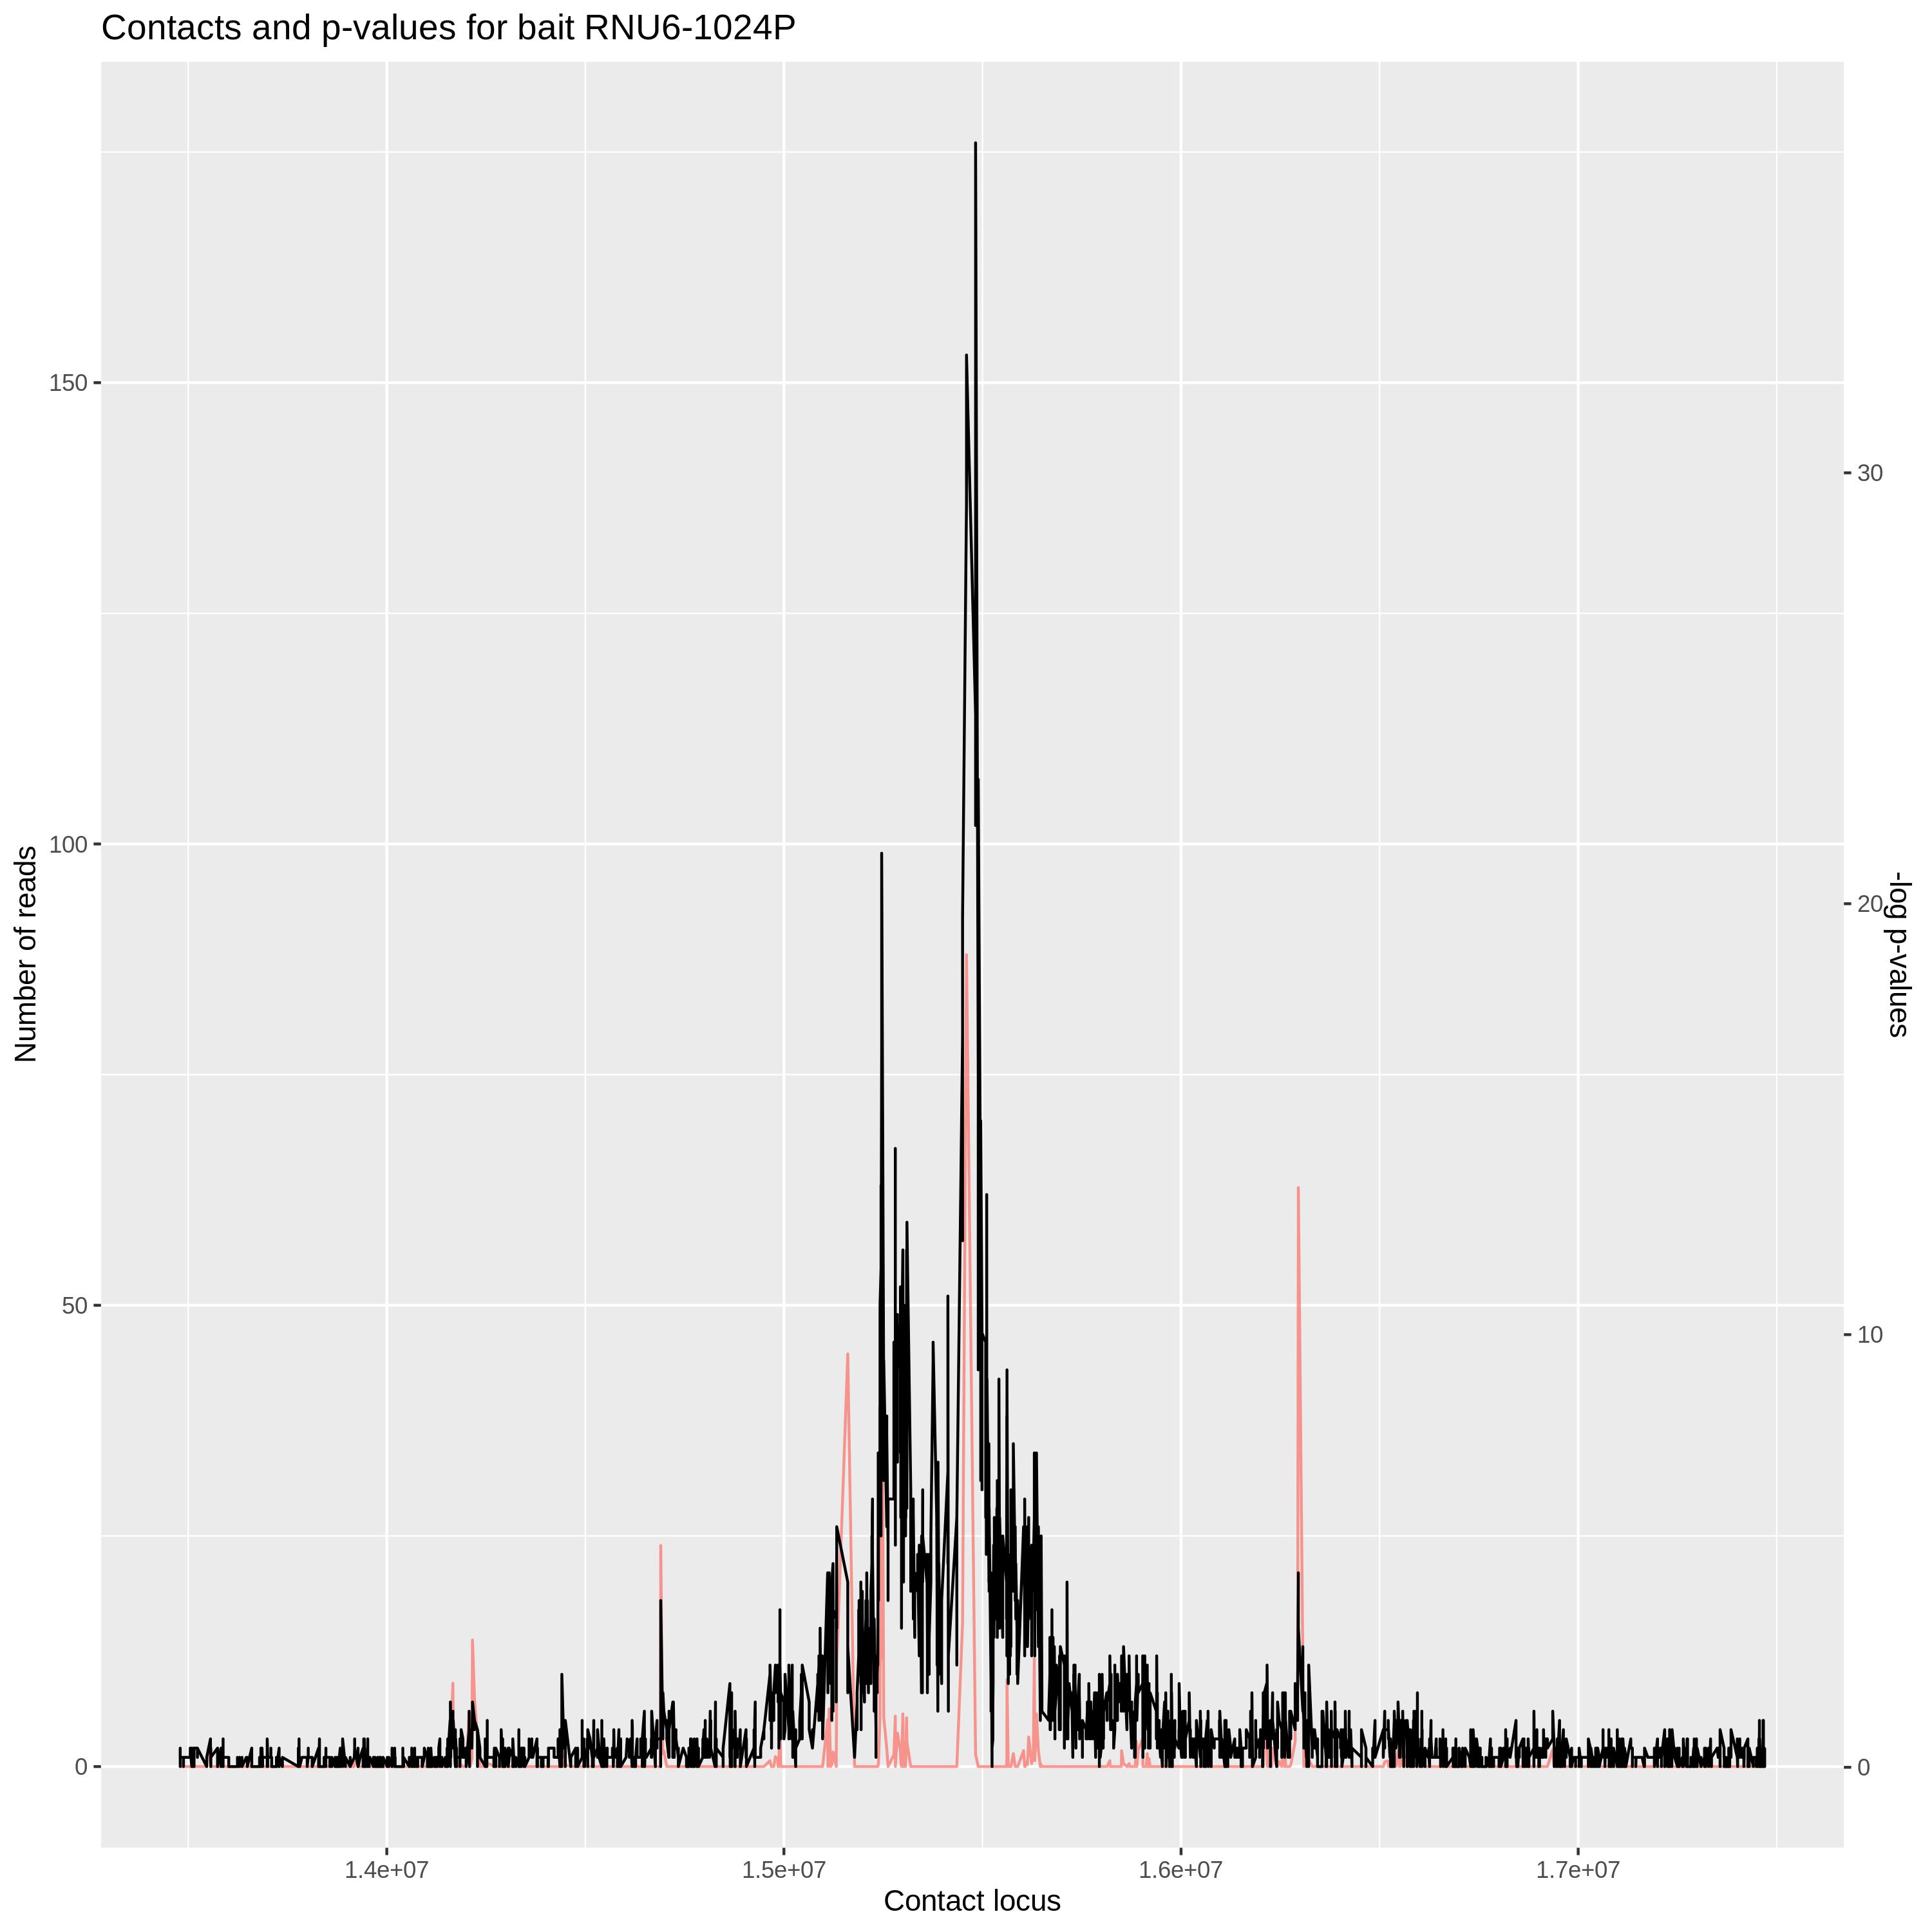 Contacts and p-values for bait RNU6-1024P
150
100
50
0
Number of reads
30
20
10
0
-log p-values
1.4e+07
1.5e+07
1.6e+07
1.7e+07
Contact locus